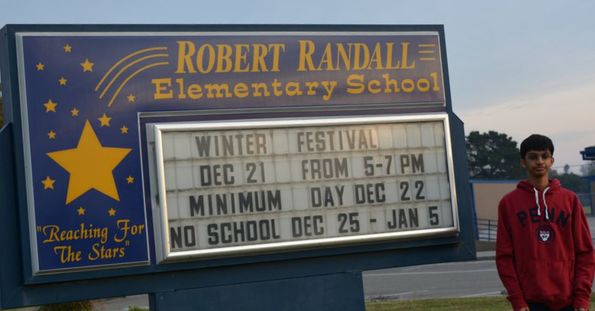 ROBERT RANDALL
Elementary School
WINTER FESTIVAL
DEC 21 FROM 5-7 PM
MINIMUM DAY DEC 22
NO SCHOOL DEC 25 - JAN 5
"Reaching For
The Stars"
PENN